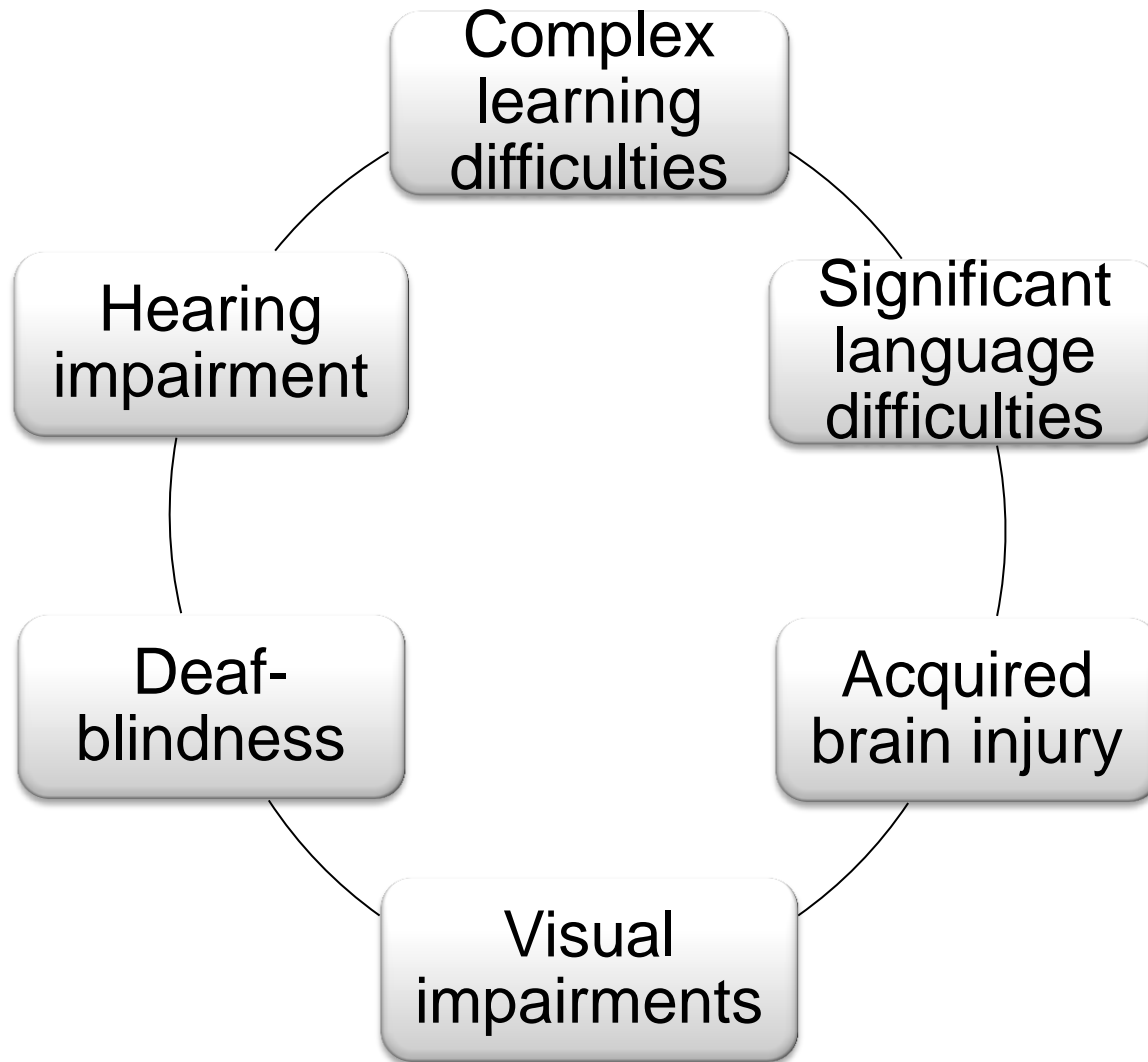 Complex
learning
difficulties
Significant
language
difficulties
Acquired
brain injury
Visual
impairments
Deaf-
blindness
Hearing
impairment